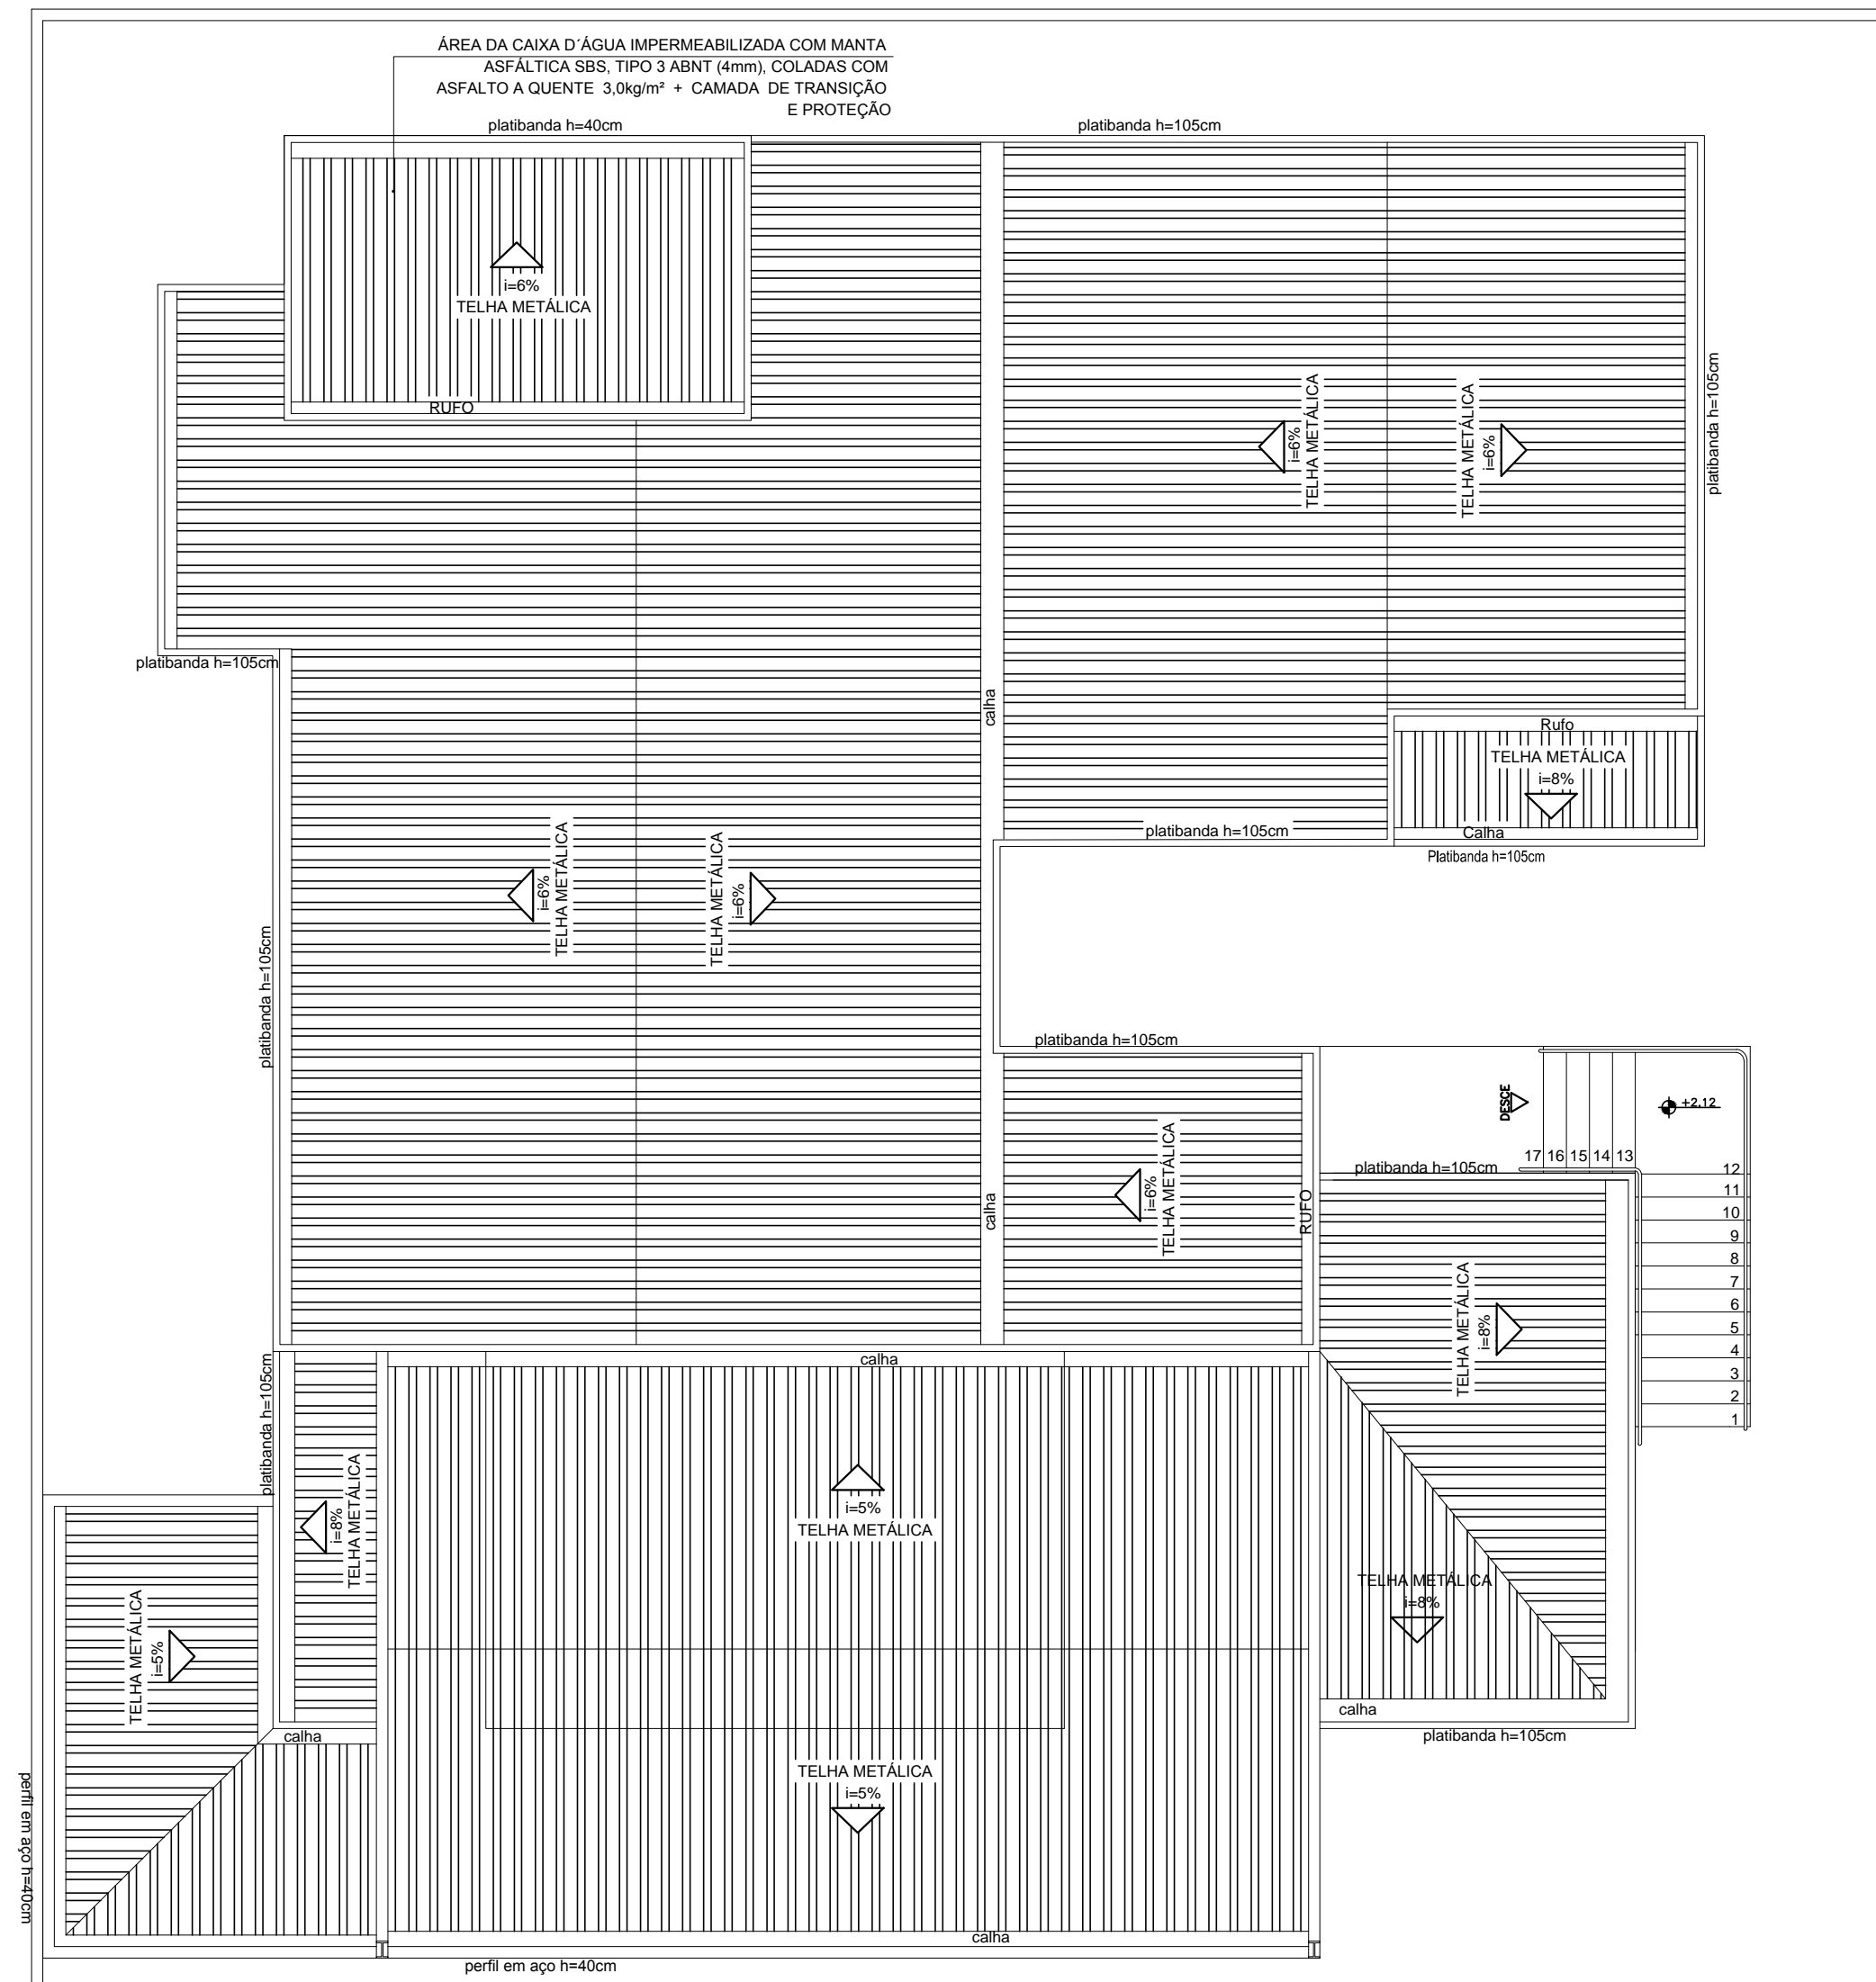 ÁREA DA CAIXA D´ÁGUA IMPERMEABILIZADA COM MANTA
ASFÁLTICA SBS, TIPO 3 ABNT (4mm), COLADAS COM
ASFALTO A QUENTE 3,0kg/m² + CAMADA DE TRANSIÇÃO
E PROTEÇÃO
platibanda h=40cm
platibanda h=105cm
i=6%
TELHA METÁLICA
RUFO
i=6%
TELHA METÁLICA
TELHA METÁLICA
i=6%
platibanda h=105cm
platibanda h=105cm
calha
Rufo
TELHA METÁLICA
i=8%
Calha
platibanda h=105cm
Platibanda h=105cm
i=6%
TELHA METÁLICA
TELHA METÁLICA
i=6%
platibanda h=105cm
platibanda h=105cm
DESCE
+2,12
17 16 15 14 13
12
11
10
9
8
7
6
5
4
3
2
1
platibanda h=105cm
calha
i=6%
TELHA METÁLICA
RUFO
TELHA METÁLICA
i=8%
calha
platibanda h=105cm
i=8%
TELHA METÁLICA
i=5%
TELHA METÁLICA
TELHA METÁLICA
i=8%
TELHA METÁLICA
i=5%
calha
calha
platibanda h=105cm
TELHA METÁLICA
i=5%
perfil em aço h=40cm
calha
perfil em aço h=40cm